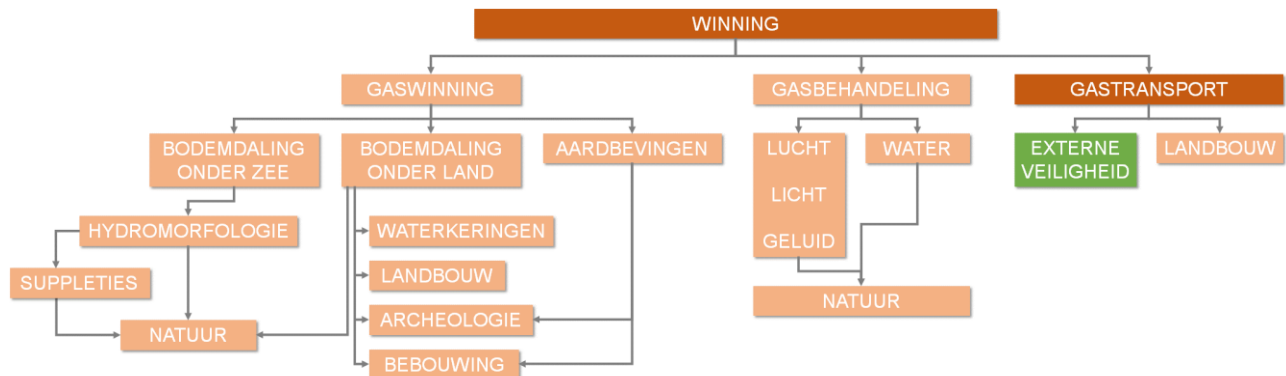 WINNING
GASWINNING
GASBEHANDELING
GASTRANSPORT
BODEMDALING
ONDER ZEE
BODEMDALING
ONDER LAND
AARDBEVINGEN
LUCHT
LICHT
GELUID
WATER
EXTERNE
VEILIGHEID
LANDBOUW
HYDROMORFOLOGIE
WATERKERINGEN
SUPPLETIES
LANDBOUW
NATUUR
ARCHEOLOGIE
NATUUR
BEBOUWING